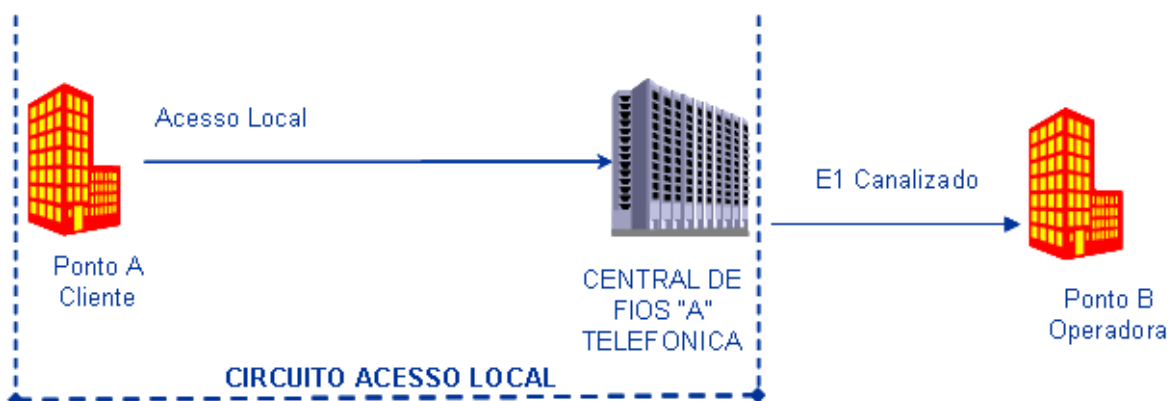 Acesso Local
E1 Canalizado
Ponto A
Cliente
CENTRAL DE
FIOS "A"
TELEFONICA
Ponto B
Operadora
CIRCUITO ACESSO LOCAL